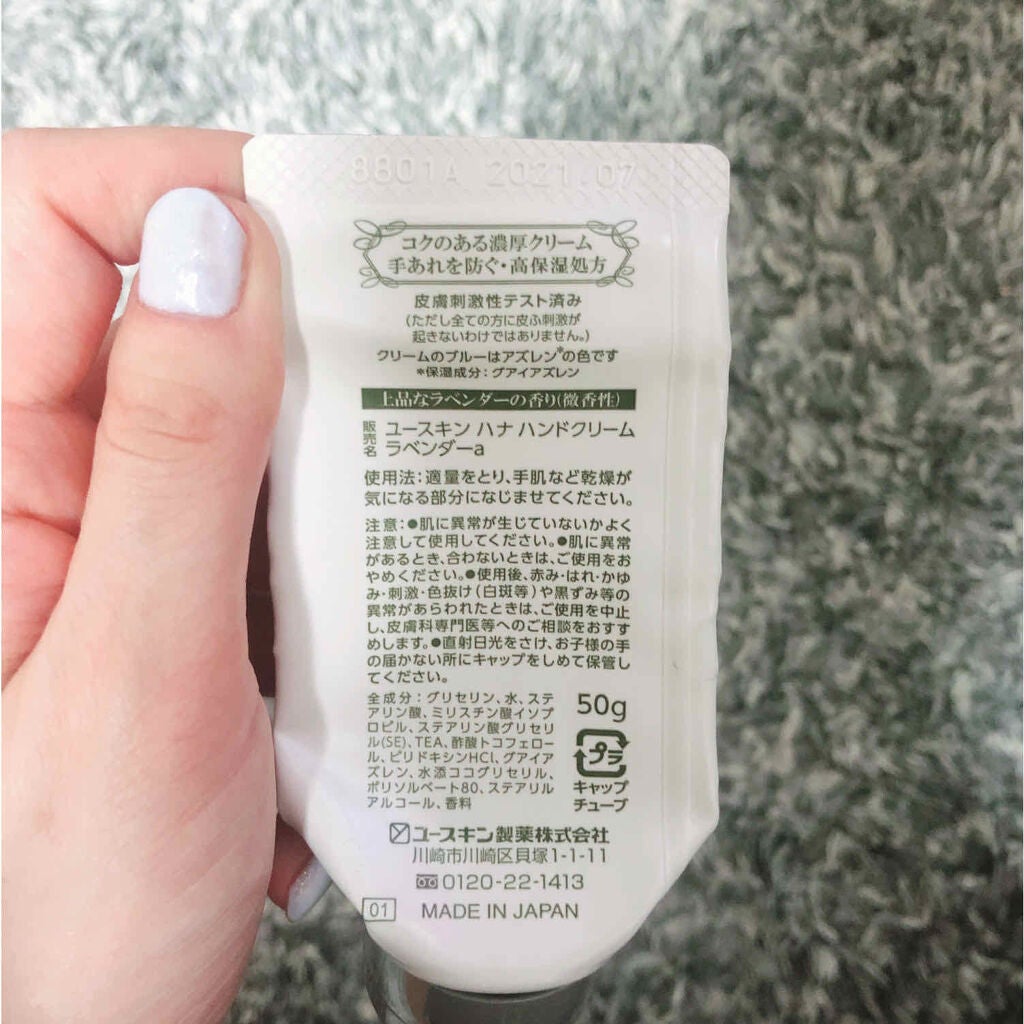 8801A 2021.07
コクのある濃厚クリーム
手あれを防ぐ・高保湿処方
皮膚刺激性テスト済み
(ただし全ての方に皮ふ刺激が
起きないわけではありません。)
クリームのブルーはアズレン*の色です
*保湿成分：グアイアズレン
上品なラベンダーの香り(微香性)
販売名 ユースキン ハナ ハンドクリーム
ラベンダーa
使用法：適量をとり、手肌など乾燥が
気になる部分になじませてください。
注意：●肌に異常が生じていないかよく
注意して使用してください。●肌に異常
があるとき、合わないときは、ご使用をお
やめください。●使用後、赤み・はれ・かゆ
み・刺激・色抜け(白斑等)や黒ずみ等の
異常があらわれたときは、ご使用を中止
し、皮膚科専門医等へのご相談をおすす
めします。●直射日光をさけ、お子様の手
の届かない所にキャップをしめて保管し
てください。
全成分：グリセリン、水、ステ
アリン酸、ミリスチン酸イソプ
ロピル、ステアリン酸グリセリ
ル(SE)、TEA、酢酸トコフェロー
ル、ピリドキシンHCl、グアイア
ズレン、水添ココグリセリル、
ポリソルベート80、ステアリル
アルコール、香料
50g
プラ
キャップ
チューブ
ユースキン製薬株式会社
川崎市川崎区貝塚1-1-11
0120-22-1413
01 MADE IN JAPAN